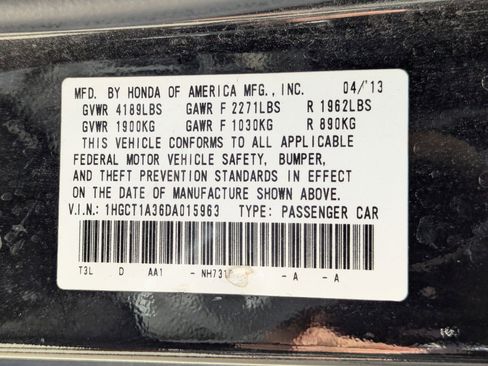 MFD. BY HONDA OF AMERICA MFG., INC. 04/'13
GVWR 4189LBS GAWR F 2271LBS R 1962LBS
GVWR 1900KG GAWR F 1030KG R 890KG
THIS VEHICLE CONFORMS TO ALL APPLICABLE
FEDERAL MOTOR VEHICLE SAFETY, BUMPER,
AND THEFT PREVENTION STANDARDS IN EFFECT
ON THE DATE OF MANUFACTURE SHOWN ABOVE.
V.I.N.: 1HGCT1A36DA015963 TYPE: PASSENGER CAR
T3L D AA1 - NH731P - A - A